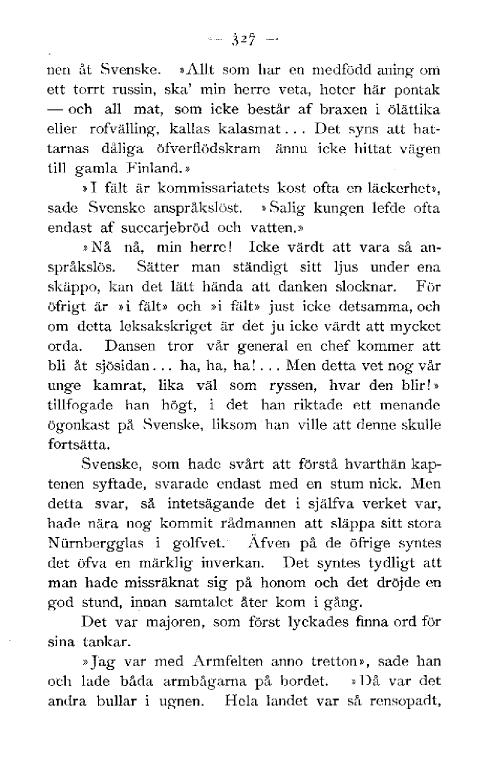 — 327 —
nen åt Svenske. »Allt som har en medfödd aning om
ett torrt russin, ska' min herre veta, heter här pontak
— och all mat, som icke består af braxen i ölättika
eller rofvälling, kallas kalasmat... Det syns att hat-
tarnas dåliga öfverflödskram ännu icke hittat vägen
till gamla Finland.»
»I fält är kommissariatets kost ofta en läckerhet»,
sade Svenske anspråkslöst. »Salig kungen lefde ofta
endast af succarjebröd och vatten.»
»Nå nå, min herre! Icke värdt att vara så an-
språkslös. Sätter man ständigt sitt ljus under ena
skäppo, kan det lätt hända att danken slocknar. För
öfrigt är »i fält» och »i fält» just icke detsamma, och
om detta leksakskriget är det ju icke värdt att mycket
orda. Dansen tror vår general en chef kommer att
bli åt sjösidan... ha, ha, ha!... Men detta vet nog vår
unge kamrat, lika väl som ryssen, hvar den blir!»
tillfogade han högt, i det han riktade ett menande
ögonkast på Svenske, liksom han ville att denne skulle
fortsätta.
Svenske, som hade svårt att förstå hvarthän kap-
tenen syftade, svarade endast med en stum nick. Men
detta svar, så intetsägande det i själfva verket var,
hade nära nog kommit rådmannen att släppa sitt stora
Nürnbergglas i golfvet. Äfven på de öfrige syntes
det öfva en märklig inverkan. Det syntes tydligt att
man hade missräknat sig på honom och det dröjde en
god stund, innan samtalet åter kom i gång.
Det var majoren, som först lyckades finna ord för
sina tankar.
»Jag var med Armfelten anno tretton», sade han
och lade båda armbågarna på bordet. »Då var det
andra bullar i ugnen. Hela landet var så rensopadt,